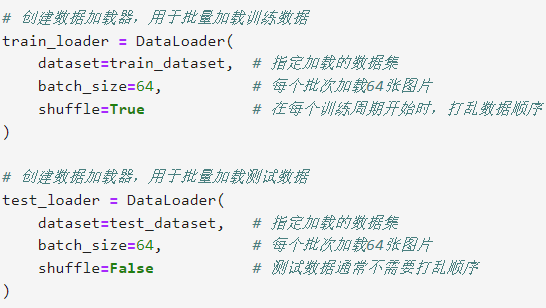 # 创建数据加载器，用于批量加载训练数据
train_loader = DataLoader(
    dataset=train_dataset,  # 指定加载的数据集
    batch_size=64,          # 每个批次加载64张图片
    shuffle=True            # 在每个训练周期开始时，打乱数据顺序
)
# 创建数据加载器，用于批量加载测试数据
test_loader = DataLoader(
    dataset=test_dataset,   # 指定加载的数据集
    batch_size=64,          # 每个批次加载64张图片
    shuffle=False           # 测试数据通常不需要打乱顺序
)